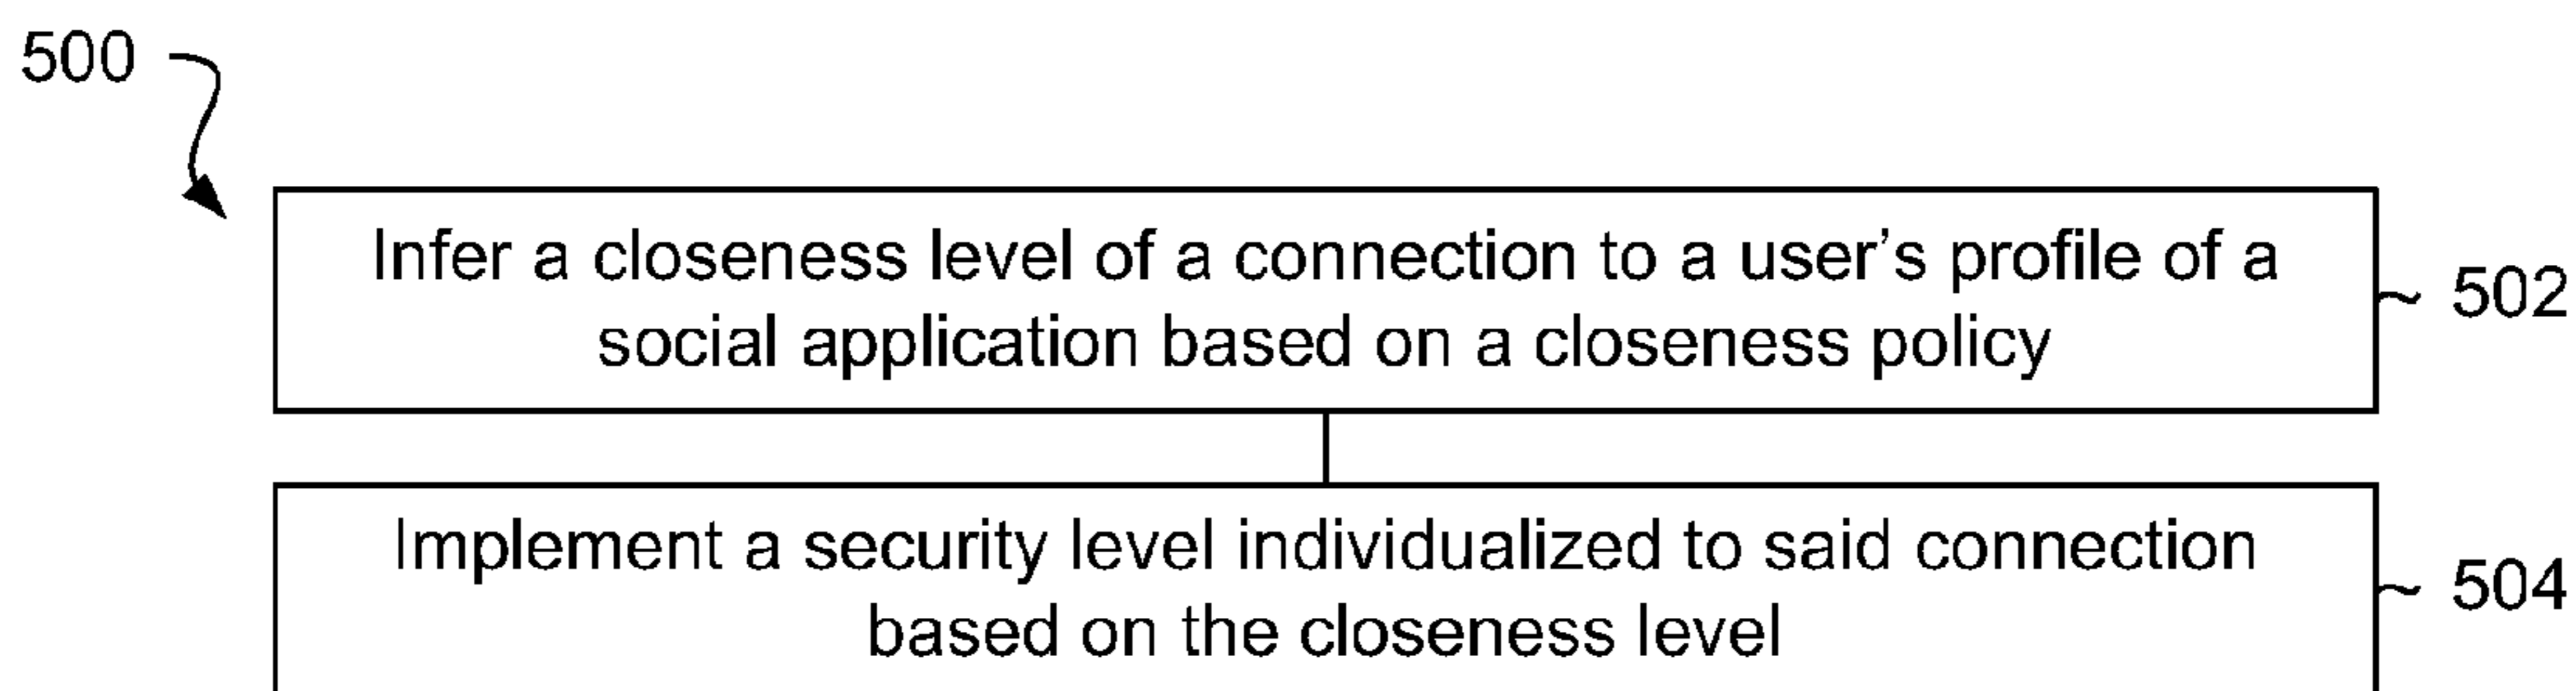 500
Infer a closeness level of a connection to a user’s profile of a
social application based on a closeness policy
502
Implement a security level individualized to said connection
based on the closeness level
504